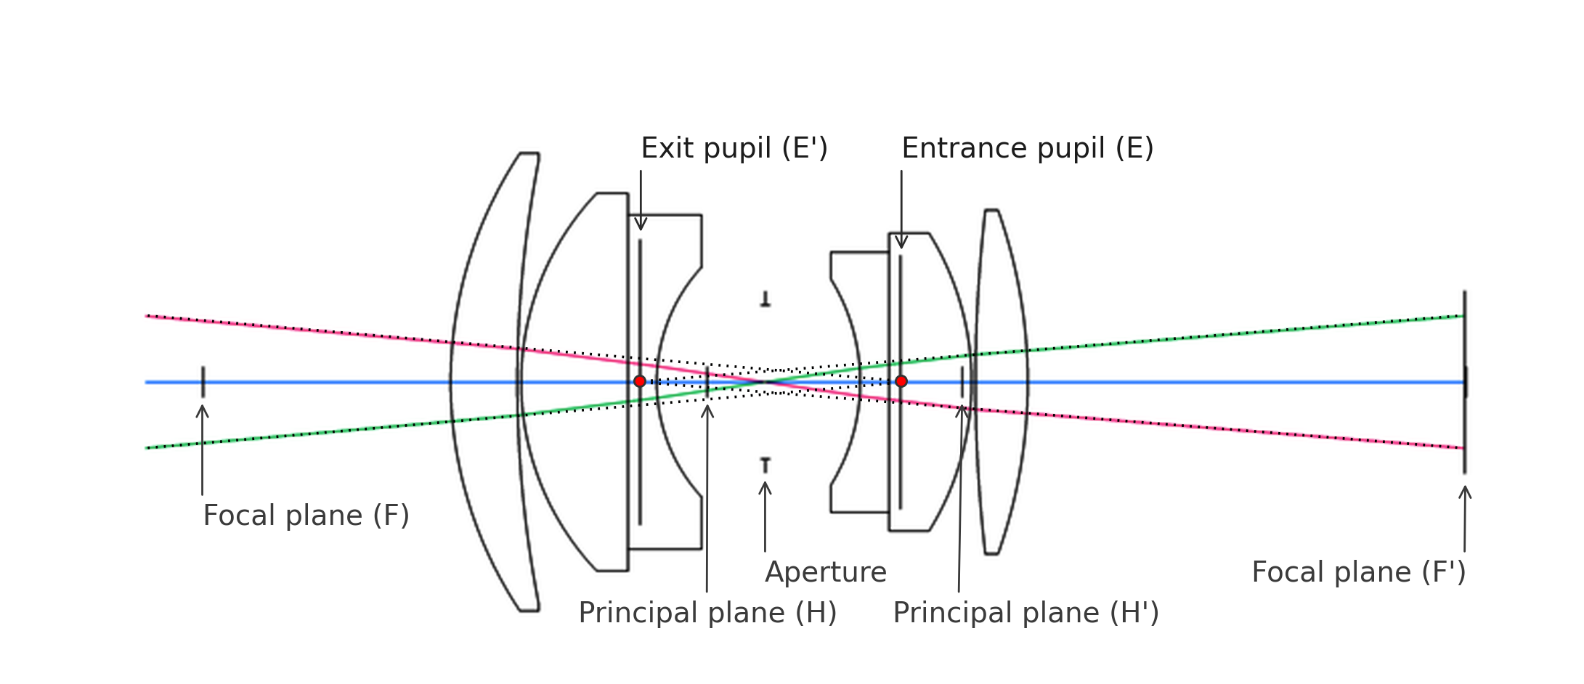 Exit pupil (E')
Entrance pupil (E)
Focal plane (F)
Aperture
Focal plane (F')
Principal plane (H)
Principal plane (H')